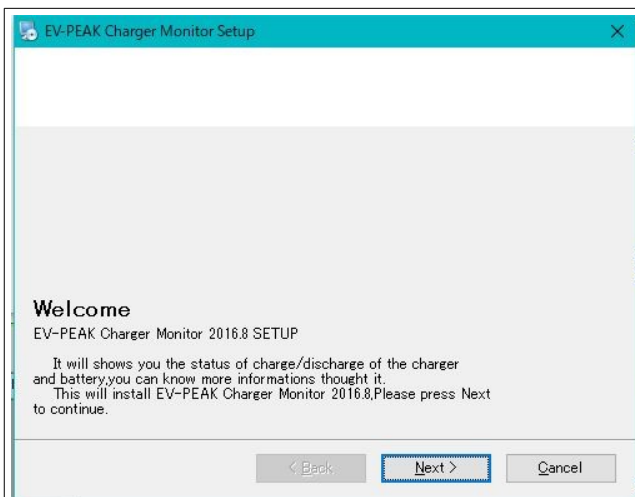 EV-PEAK Charger Monitor Setup
Welcome
EV-PEAK Charger Monitor 2016.8 SETUP
It will shows you the status of charge/discharge of the charger
and battery,you can know more informations thought it.
This will install EV-PEAK Charger Monitor 2016.8,Please press Next
to continue.
< Back
Next >
Cancel